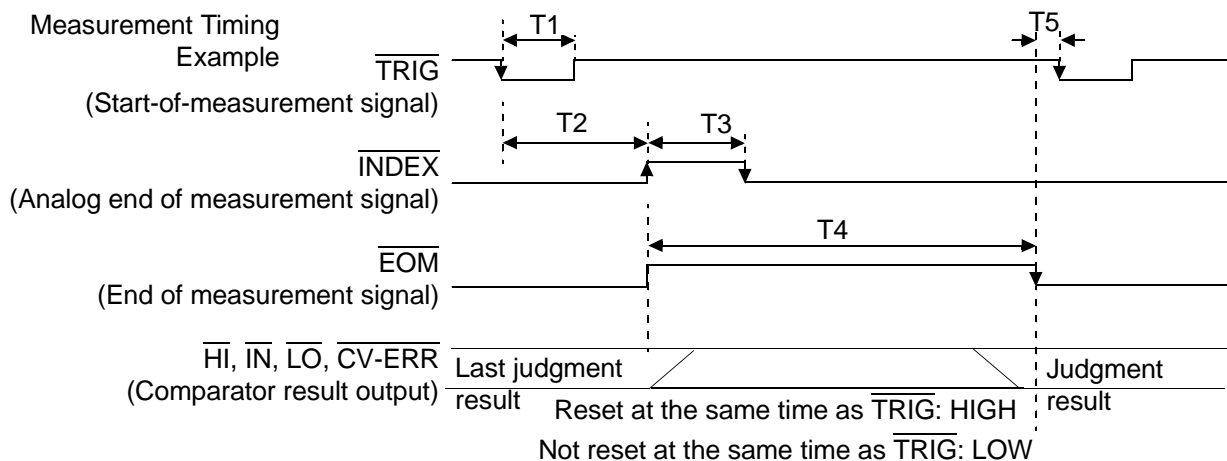 Measurement Timing
Example
T1
T5
TRIG
(Start-of-measurement signal)
T2
T3
INDEX
(Analog end of measurement signal)
T4
EOM
(End of measurement signal)
HI, IN, LO, CV-ERR
(Comparator result output)
Last judgment
result
Judgment
result
Reset at the same time as TRIG: HIGH
Not reset at the same time as TRIG: LOW